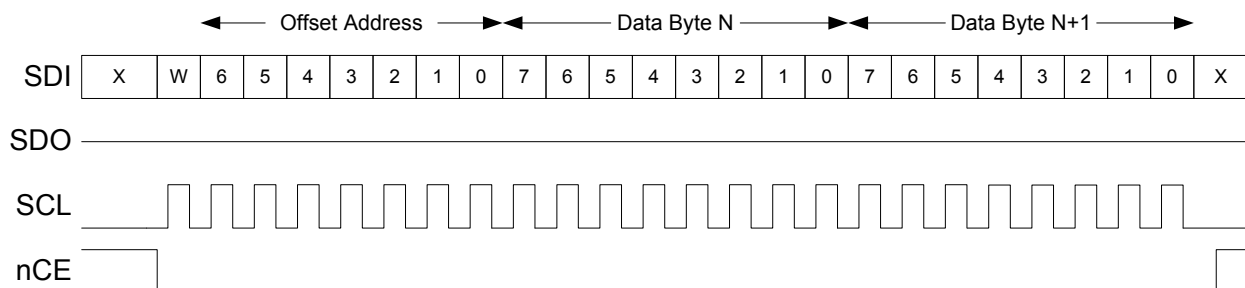 Offset Address Data Byte N Data Byte N+1
SDI X W 6 5 4 3 2 1 0 7 6 5 4 3 2 1 0 7 6 5 4 3 2 1 0 X
SDO
SCL
nCE